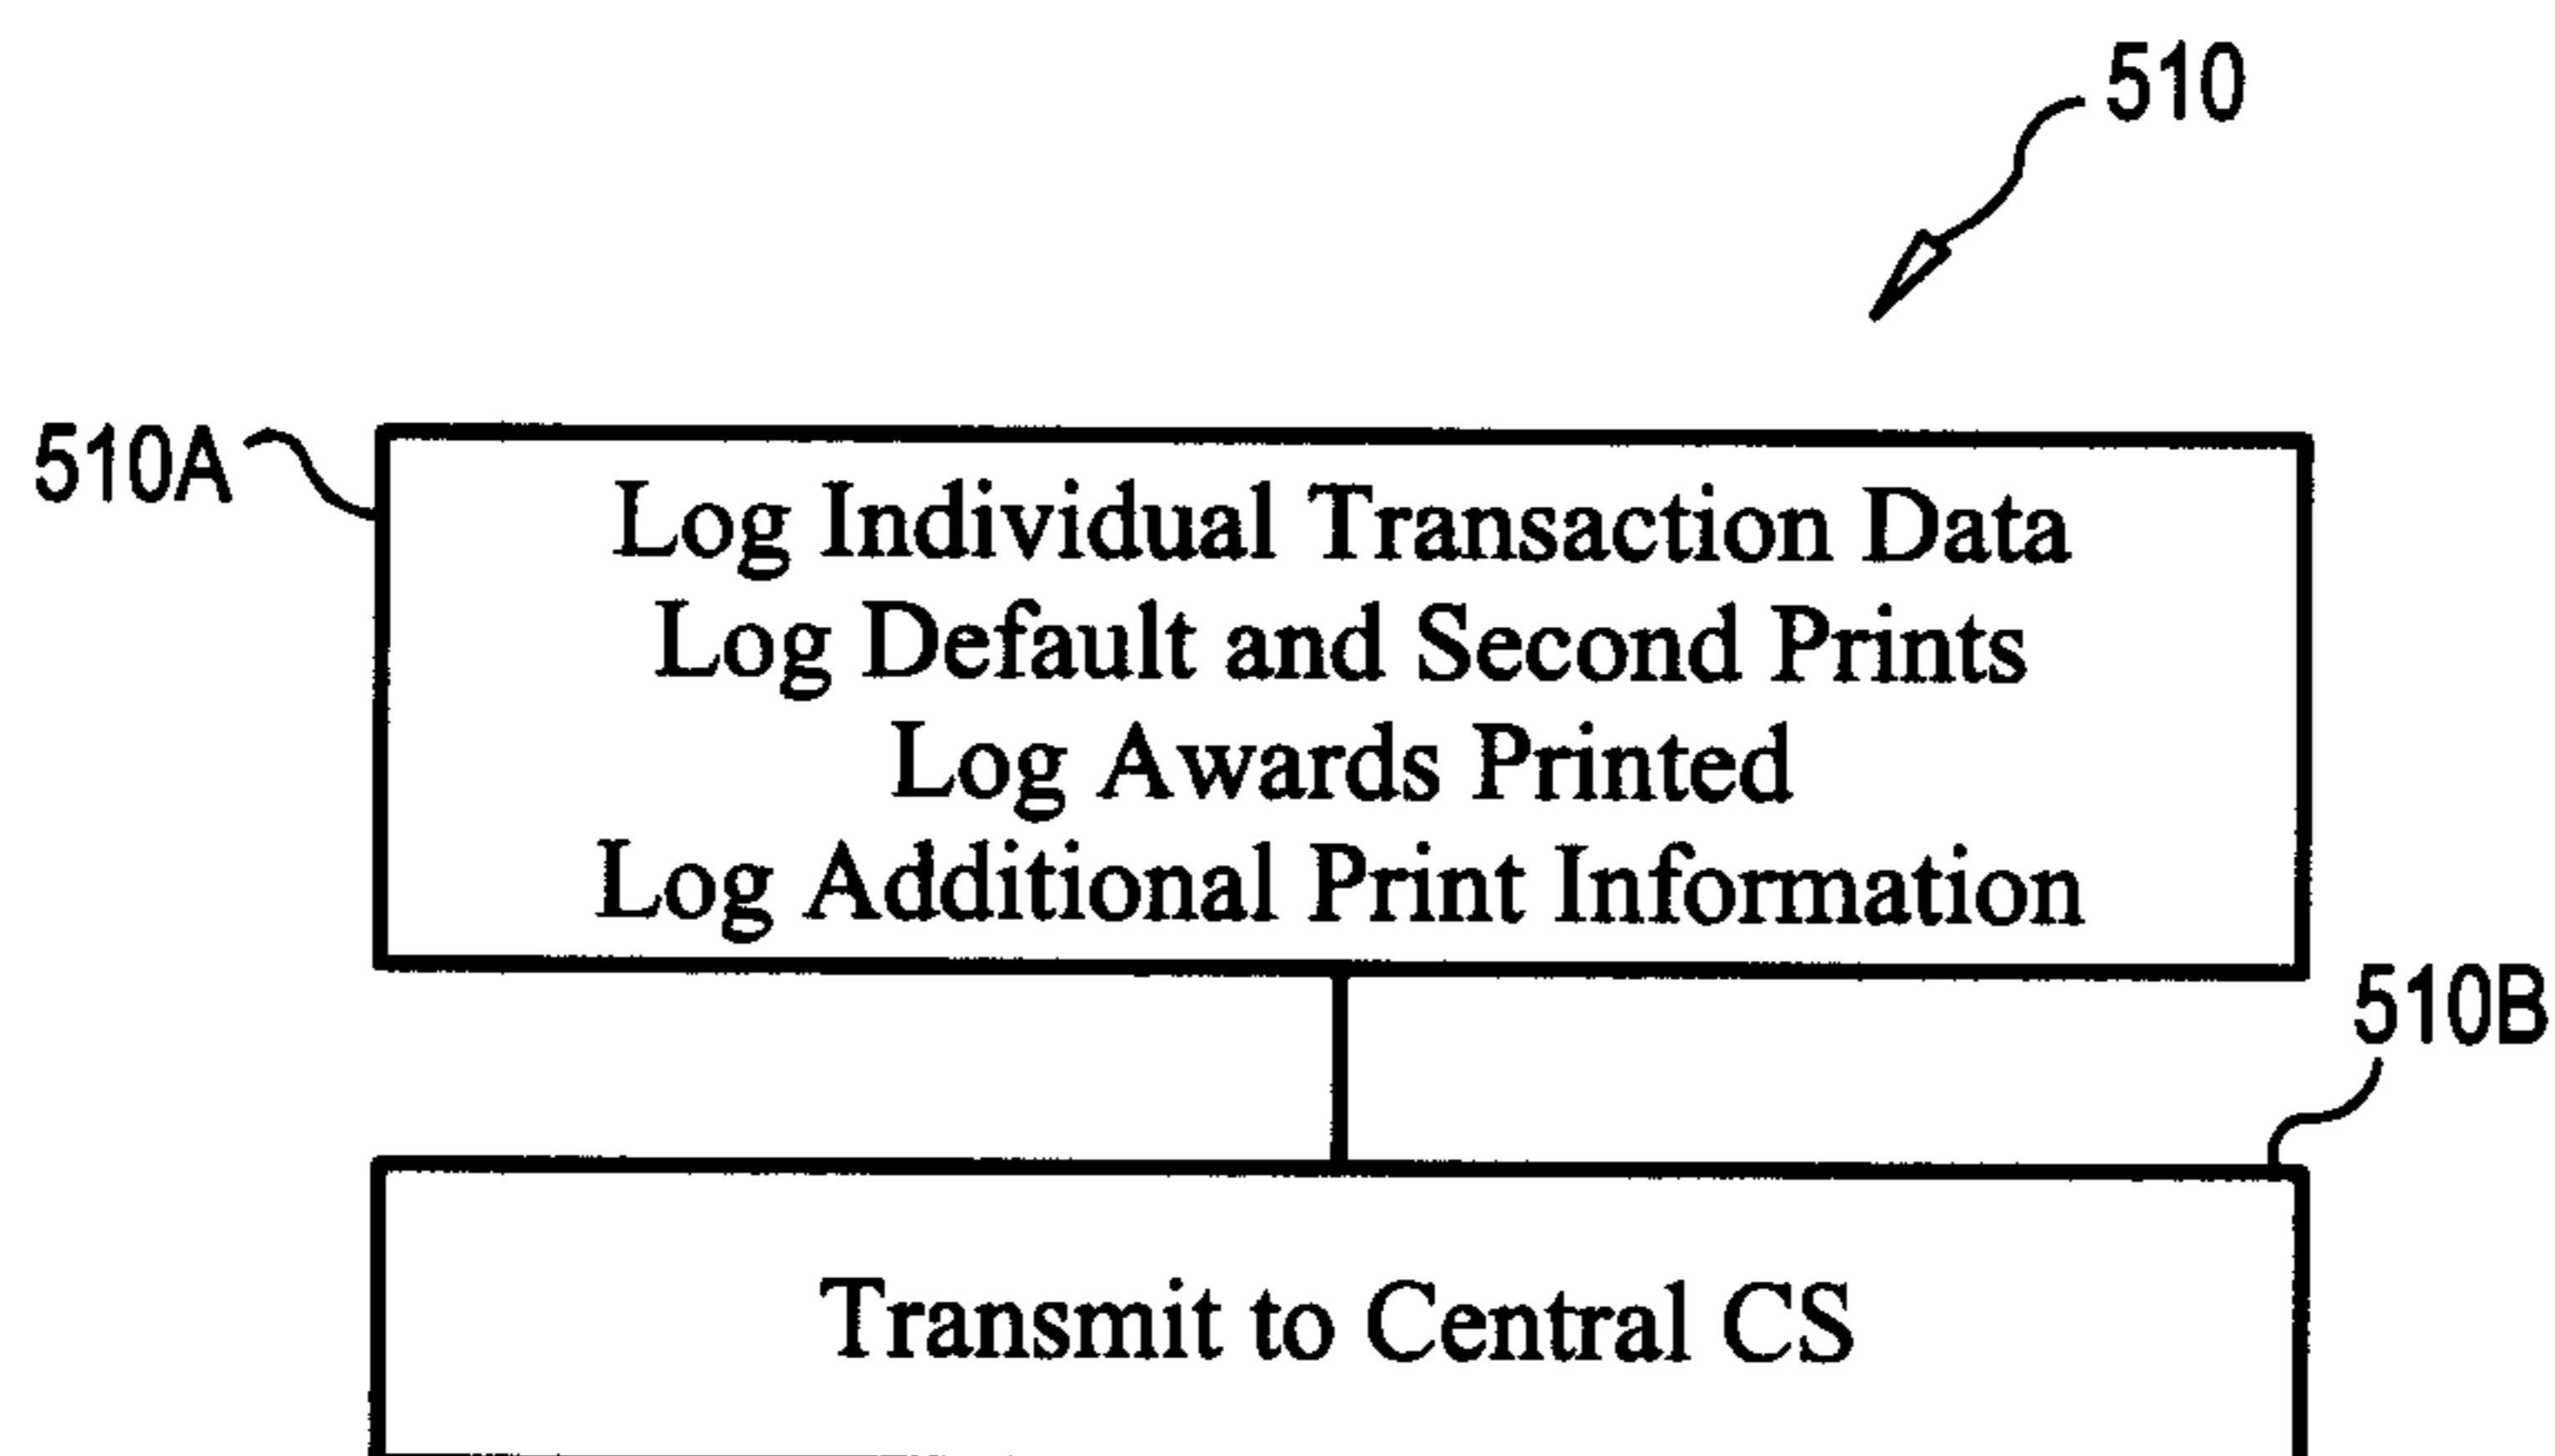 510
510A
Log Individual Transaction Data
Log Default and Second Prints
Log Awards Printed
Log Additional Print Information
510B
Transmit to Central CS